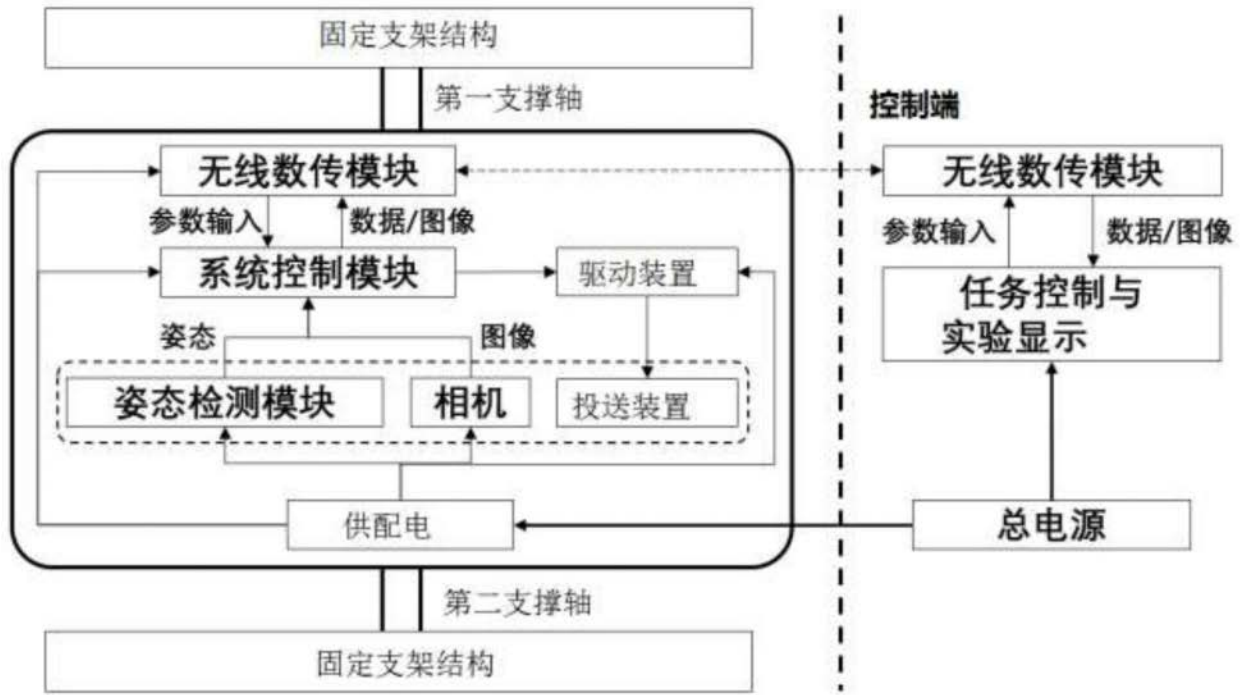 固定支架结构
第一支撑轴
控制端
无线数传模块
无线数传模块
参数输入
数据/图像
参数输入
数据/图像
系统控制模块
驱动装置
任务控制与
实验显示
姿态
图像
姿态检测模块
相机
投送装置
供配电
总电源
第二支撑轴
固定支架结构